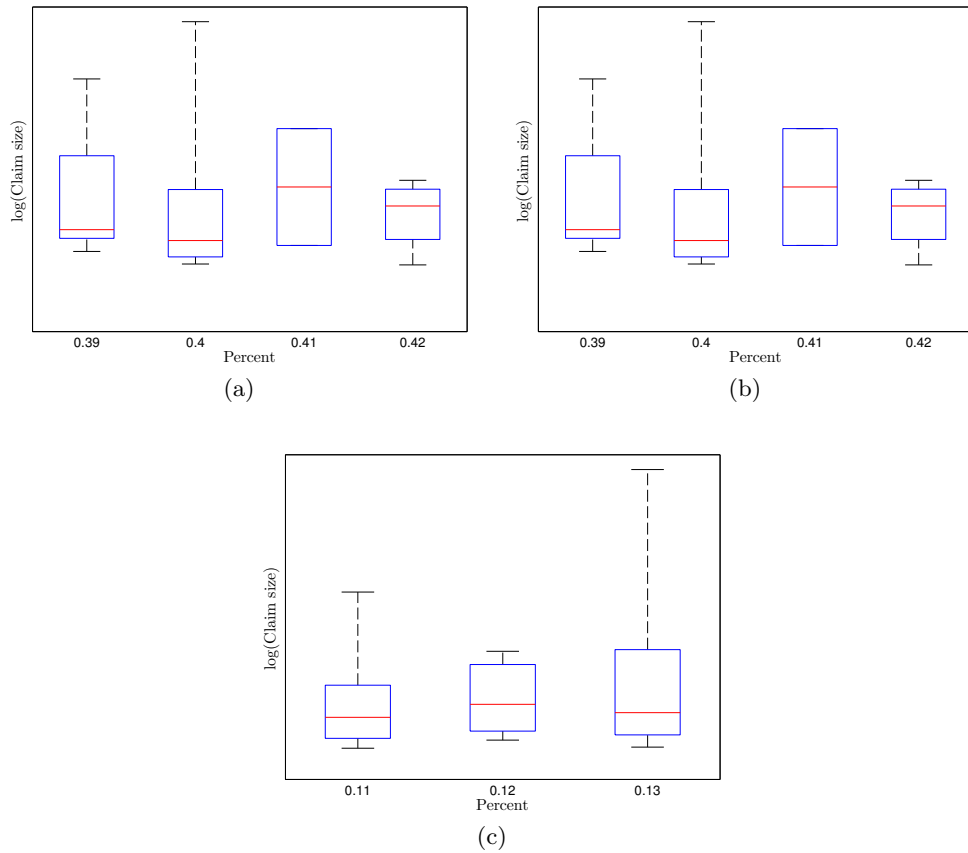 log(Claim size)
0.39 0.4 0.41 0.42
Percent
(a)
log(Claim size)
0.39 0.4 0.41 0.42
Percent
(b)
log(Claim size)
0.11 0.12 0.13
Percent
(c)